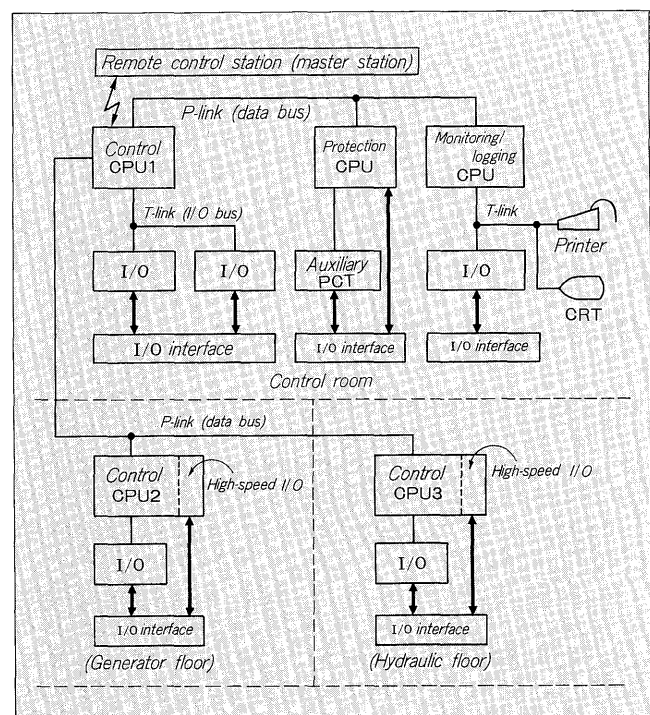 Remote control station (master station)
P-link (data bus)
Control
CPU1
Protection
CPU
Monitoring/
logging
CPU
T-link (I/O bus)
T-link
Printer
I/O
I/O
Auxiliary
PCT
I/O
CRT
I/O interface
I/O interface
I/O interface
Control room
P-link (data bus)
Control
CPU2
High-speed I/O
Control
CPU3
High-speed I/O
I/O
I/O
I/O interface
I/O interface
(Generator floor)
(Hydraulic floor)